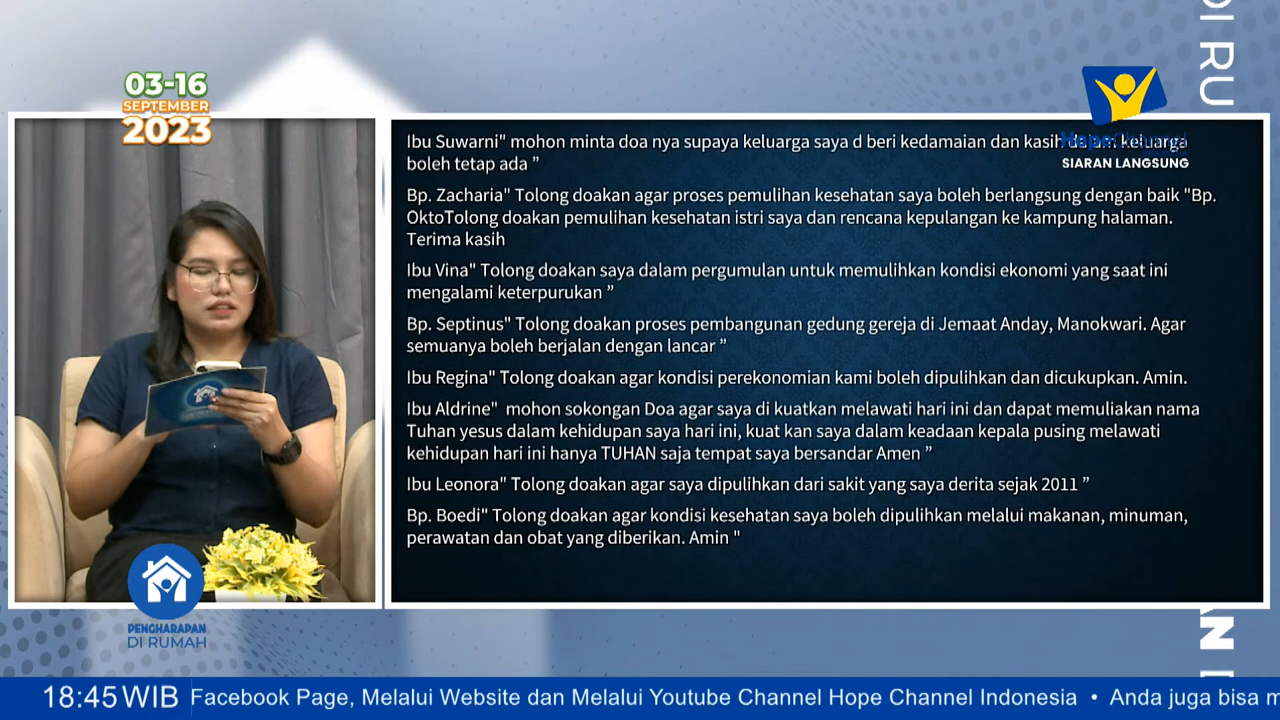 03-16
SEPTEMBER
2023
DI RU
Hope Channel
SIARAN LANGSUNG
Ibu Suwarni" mohon minta doa nya supaya keluarga saya d beri kedamaian dan kasih keluarga
boleh tetap ada ”
Bp. Zacharia" Tolong doakan agar proses pemulihan kesehatan saya boleh berlangsung dengan baik "Bp.
OktoTolong doakan pemulihan kesehatan istri saya dan rencana kepulangan ke kampung halaman.
Terima kasih
Ibu Vina" Tolong doakan saya dalam pergumulan untuk memulihkan kondisi ekonomi yang saat ini
mengalami keterpurukan ”
Bp. Septinus" Tolong doakan proses pembangunan gedung gereja di Jemaat Anday, Manokwari. Agar
semuanya boleh berjalan dengan lancar ”
Ibu Regina" Tolong doakan agar kondisi perekonomian kami boleh dipulihkan dan dicukupkan. Amin.
Ibu Aldrine"  mohon sokongan Doa agar saya di kuatkan melawati hari ini dan dapat memuliakan nama
Tuhan yesus dalam kehidupan saya hari ini, kuat kan saya dalam keadaan kepala pusing melawati
kehidupan hari ini hanya TUHAN saja tempat saya bersandar Amen ”
Ibu Leonora" Tolong doakan agar saya dipulihkan dari sakit yang saya derita sejak 2011 ”
Bp. Boedi" Tolong doakan agar kondisi kesehatan saya boleh dipulihkan melalui makanan, minuman,
perawatan dan obat yang diberikan. Amin "
PENGHARAPAN
DI RUMAH
18:45 WIB
Facebook Page, Melalui Website dan Melalui Youtube Channel Hope Channel Indonesia • Anda juga bisa m